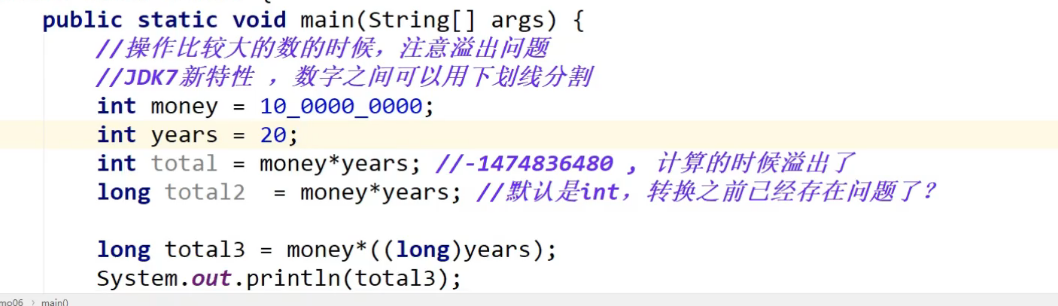 public static void main(String[] args) {
//操作比较大的数的时候，注意溢出问题
//JDK7新特性 ，数字之间可以用下划线分割
int money = 10_0000_0000;
int years = 20;
int total = money*years; //-1474836480 , 计算的时候溢出了
long total2  = money*years; //默认是int，转换之前已经存在问题了？
long total3 = money*((long)years);
System.out.println(total3);
mo06 › main()